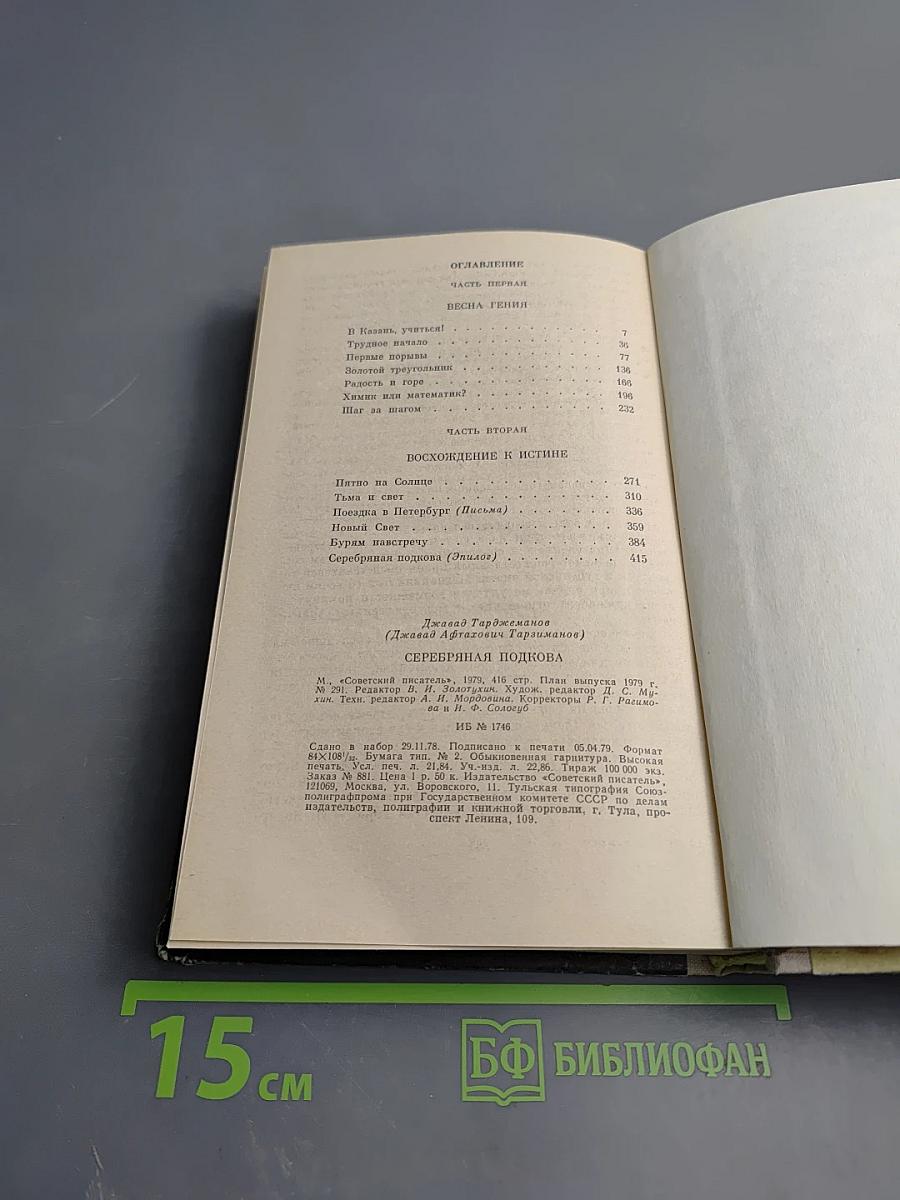 ОГЛАВЛЕНИЕ
ЧАСТЬ ПЕРВАЯ
ВЕСНА ГЕНИЯ
В Казань, учиться! . . . . . . . . . . . . 7
Трудное начало . . . . . . . . . . . . . 36
Первые порывы . . . . . . . . . . . . . 77
Золотой треугольник . . . . . . . . . . . 136
Радость и горе . . . . . . . . . . . . . 166
Химик или математик? . . . . . . . . . . 196
Шаг за шагом . . . . . . . . . . . . . 232
ЧАСТЬ ВТОРАЯ
ВОСХОЖДЕНИЕ К ИСТИНЕ
Пятно на Солнце . . . . . . . . . . . . 271
Тьма и свет . . . . . . . . . . . . . . 310
Поездка в Петербург (Письма) . . . . . . . 336
Новый Свет . . . . . . . . . . . . . . 359
Бурям навстречу . . . . . . . . . . . . 384
Серебряная подкова (Эпилог) . . . . . . . 415
Джавад Тарджеманов
(Джавад Афтахович Тарзиманов)
СЕРЕБРЯНАЯ ПОДКОВА
М., «Советский писатель», 1979, 416 стр. План выпуска 1979 г.
№ 291. Редактор В. И. Золотухин. Худож. редактор Д. С. Му-
хин. Техн. редактор А. И. Мордовина. Корректоры Р. Г. Рагимо-
ва и И. Ф. Сологуб
ИБ № 1746
Сдано в набор 29.11.78. Подписано к печати 05.04.79. Формат
84×108¹/₃₂. Бумага тип. № 2. Обыкновенная гарнитура. Высокая
печать. Усл. печ. л. 21,84. Уч.-изд. л. 22,86. Тираж 100 000 экз.
Заказ № 881. Цена 1 р. 50 к. Издательство «Советский писатель»,
121069, Москва, ул. Воровского, 11. Тульская типография Союз-
полиграфпрома при Государственном комитете СССР по делам
издательств, полиграфии и книжной торговли, г. Тула, про-
спект Ленина, 109.
15 см
БФ БИБЛИОФАН